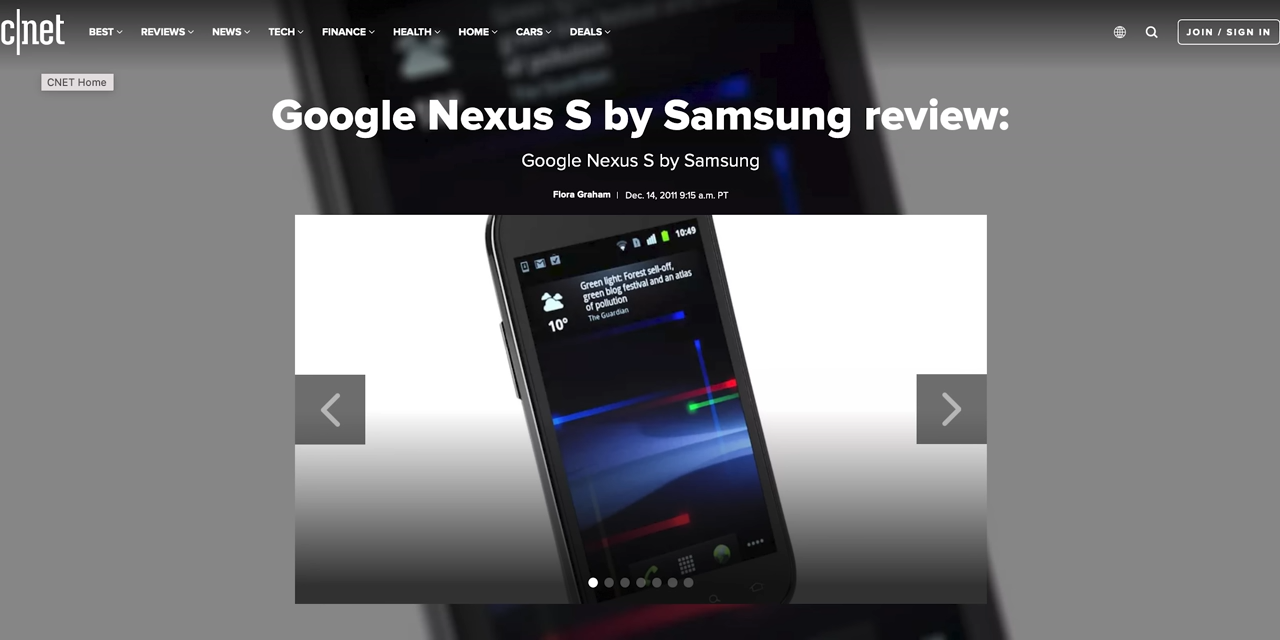 c|net
BEST REVIEWS NEWS TECH FINANCE HEALTH HOME CARS DEALS
JOIN / SIGN IN
CNET Home
Google Nexus S by Samsung review:
Google Nexus S by Samsung
Flora Graham | Dec. 14, 2011 9:15 a.m. PT
10:49
Green light: Forest sell-off,
green blog festival and an atlas
of pollution
The Guardian
10°